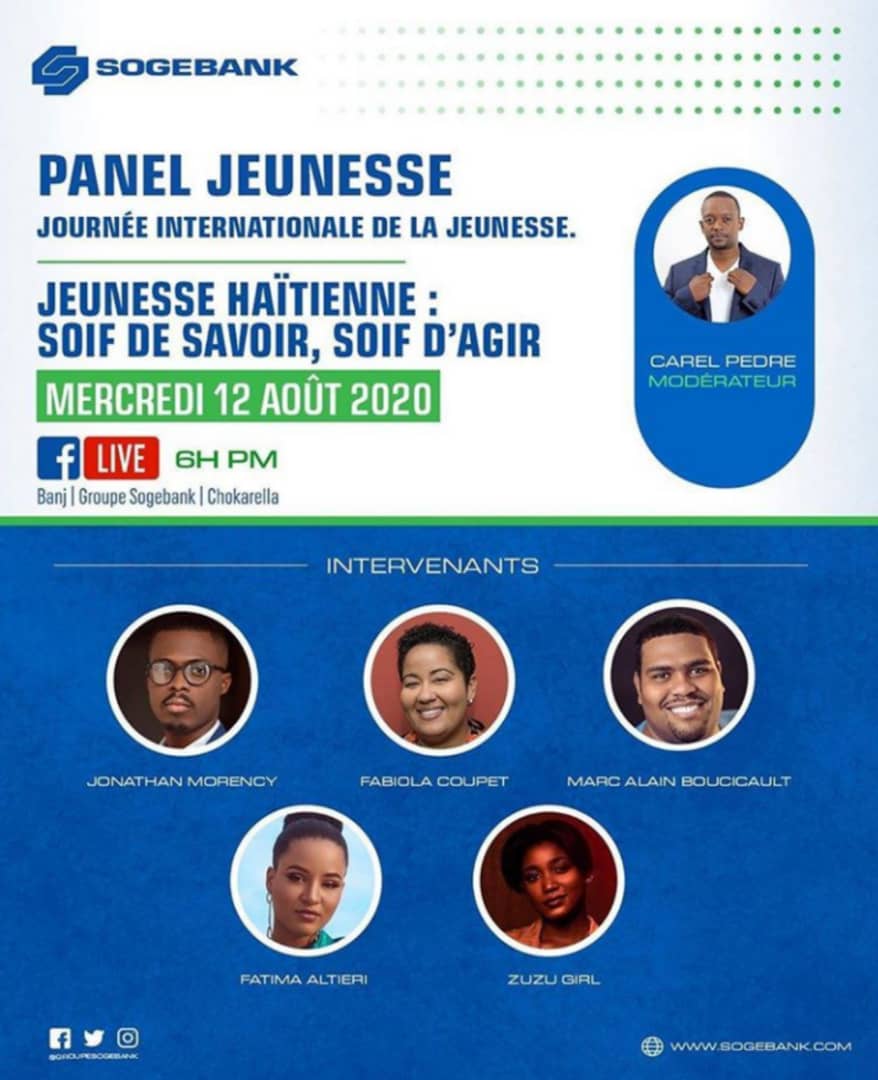 SOGEBANK
PANEL JEUNESSE
JOURNÉE INTERNATIONALE DE LA JEUNESSE.
JEUNESSE HAÏTIENNE :
SOIF DE SAVOIR, SOIF D'AGIR
MERCREDI 12 AOÛT 2020
f LIVE 6H PM
Banj | Groupe Sogebank | Chokarella
CAREL PEDRE
MODÉRATEUR
INTERVENANTS
JONATHAN MORENCY
FABIOLA COUPET
MARC ALAIN BOUCICAULT
FATIMA ALTIERI
ZUZU GIRL
@GROUPESOGEBANK
WWW.SOGEBANK.COM